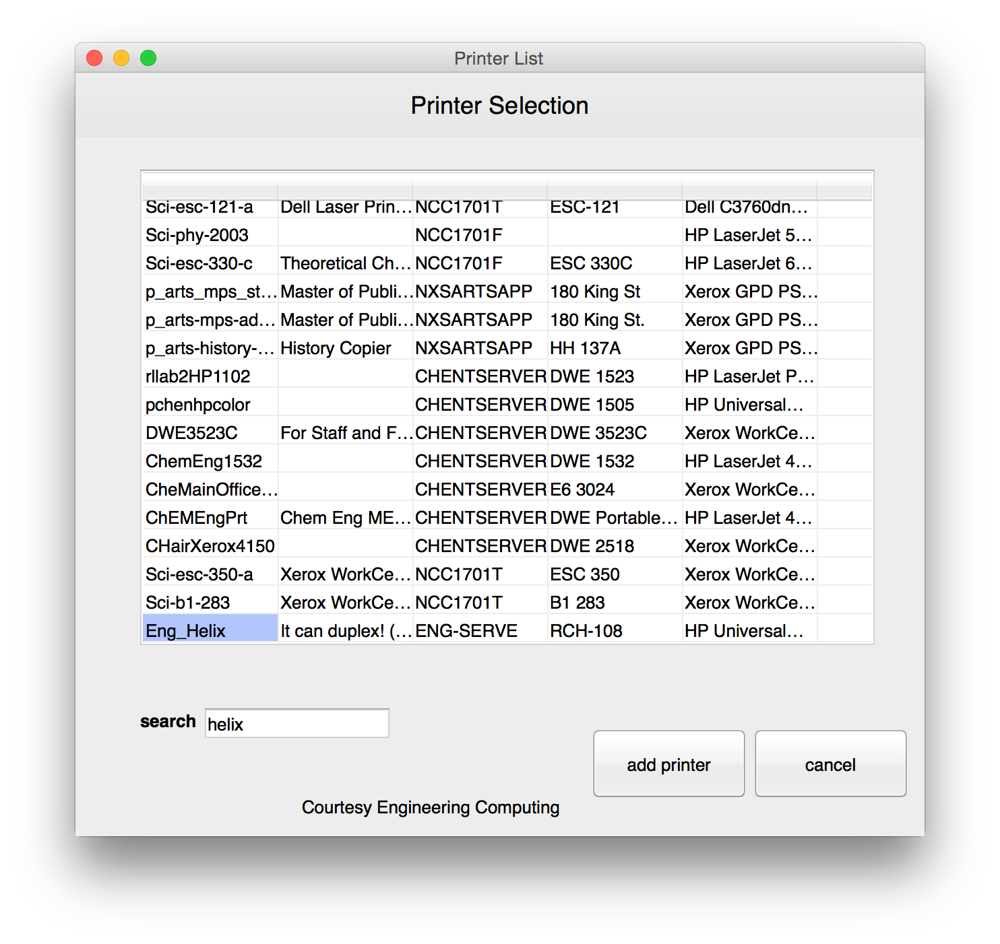 Printer List
Printer Selection
Sci-esc-121-a Dell Laser Prin... NCC1701T ESC-121 Dell C3760dn...
Sci-phy-2003 NCC1701F HP LaserJet 5...
Sci-esc-330-c Theoretical Ch... NCC1701F ESC 330C HP LaserJet 6...
p_arts_mps_st... Master of Publi... NXSARTSAPP 180 King St Xerox GPD PS...
p_arts-mps-ad... Master of Publi... NXSARTSAPP 180 King St. Xerox GPD PS...
p_arts-history-... History Copier NXSARTSAPP HH 137A Xerox GPD PS...
rllab2HP1102 CHENTSERVER DWE 1523 HP LaserJet P...
pchenhpcolor CHENTSERVER DWE 1505 HP Universal...
DWE3523C For Staff and F... CHENTSERVER DWE 3523C Xerox WorkCe...
ChemEng1532 CHENTSERVER DWE 1532 HP LaserJet 4...
CheMainOffice... CHENTSERVER E6 3024 Xerox WorkCe...
ChEMEngPrt Chem Eng ME... CHENTSERVER DWE Portable... HP LaserJet 4...
CHairXerox4150 CHENTSERVER DWE 2518 Xerox WorkCe...
Sci-esc-350-a Xerox WorkCe... NCC1701T ESC 350 Xerox WorkCe...
Sci-b1-283 Xerox WorkCe... NCC1701T B1 283 Xerox WorkCe...
Eng_Helix It can duplex! (... ENG-SERVE RCH-108 HP Universal...
search helix
add printer cancel
Courtesy Engineering Computing